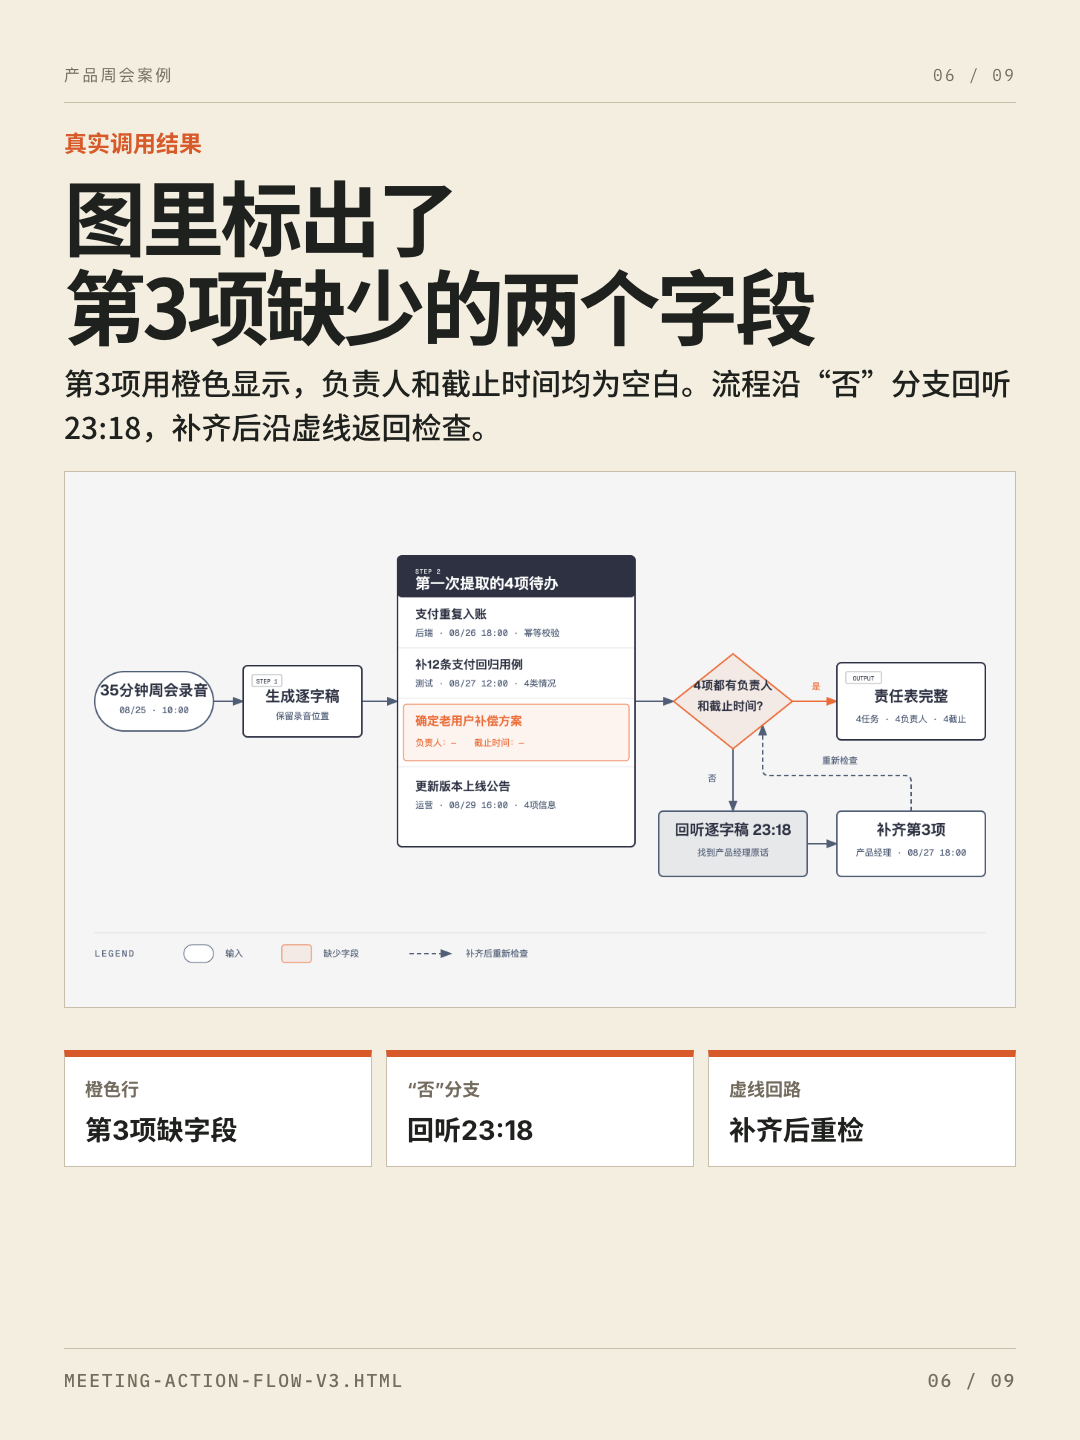 产品周会案例
06 / 09
真实调用结果
图里标出了
第3项缺少的两个字段
第3项用橙色显示，负责人和截止时间均为空白。流程沿“否”分支回听
23:18，补齐后沿虚线返回检查。
35分钟周会录音
08/25 · 10:00
STEP 1
生成逐字稿
保留录音位置
STEP 2
第一次提取的4项待办
支付重复入账
后端 · 08/26 18:00 · 幂等校验
补12条支付回归用例
测试 · 08/27 12:00 · 4类情况
确定老用户补偿方案
负责人：— 截止时间：—
更新版本上线公告
运营 · 08/29 16:00 · 4项信息
4项都有负责人
和截止时间?
是
否
OUTPUT
责任表完整
4任务 · 4负责人 · 4截止
重新检查
回听逐字稿 23:18
找到产品经理原话
补齐第3项
产品经理 · 08/27 18:00
LEGEND
输入
缺少字段
补齐后重新检查
橙色行
第3项缺字段
“否”分支
回听23:18
虚线回路
补齐后重检
MEETING-ACTION-FLOW-V3.HTML
06 / 09